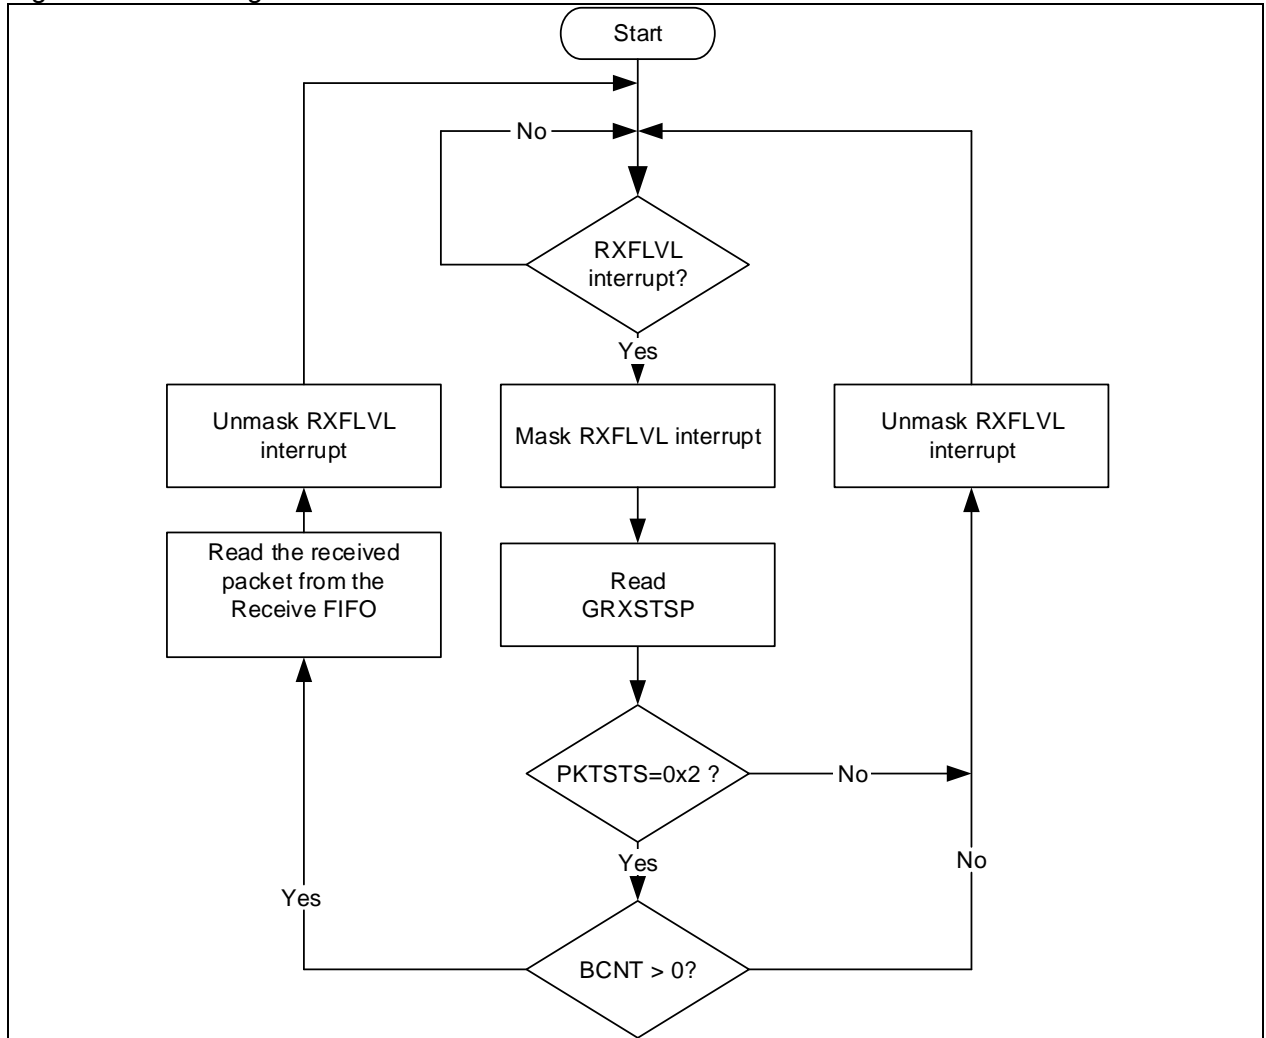 Start
No
RXFLVL
interrupt?
Yes
Unmask RXFLVL
interrupt
Mask RXFLVL interrupt
Unmask RXFLVL
interrupt
Read the received
packet from the
Receive FIFO
Read
GRXSTSP
PKTSTS=0x2 ?
No
Yes
No
Yes
BCNT > 0?